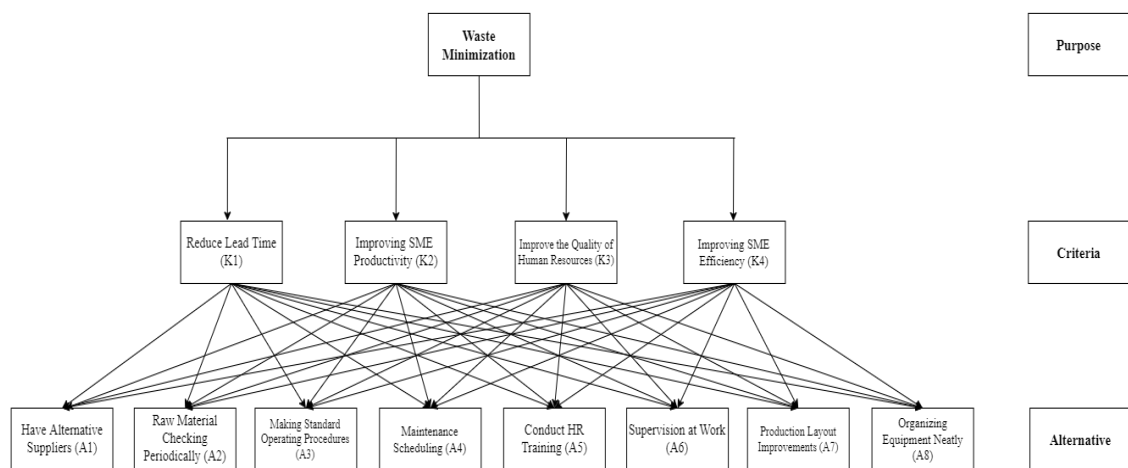 Waste
Minimization
Purpose
Reduce Lead Time
(K1)
Improving SME
Productivity (K2)
Improve the Quality of
Human Resources (K3)
Improving SME
Efficiency (K4)
Criteria
Have Alternative
Suppliers (A1)
Raw Material
Checking
Periodically (A2)
Making Standard
Operating Procedures
(A3)
Maintenance
Scheduling (A4)
Conduct HR
Training (A5)
Supervision at Work
(A6)
Production Layout
Improvements (A7)
Organizing
Equipment Neatly
(A8)
Alternative